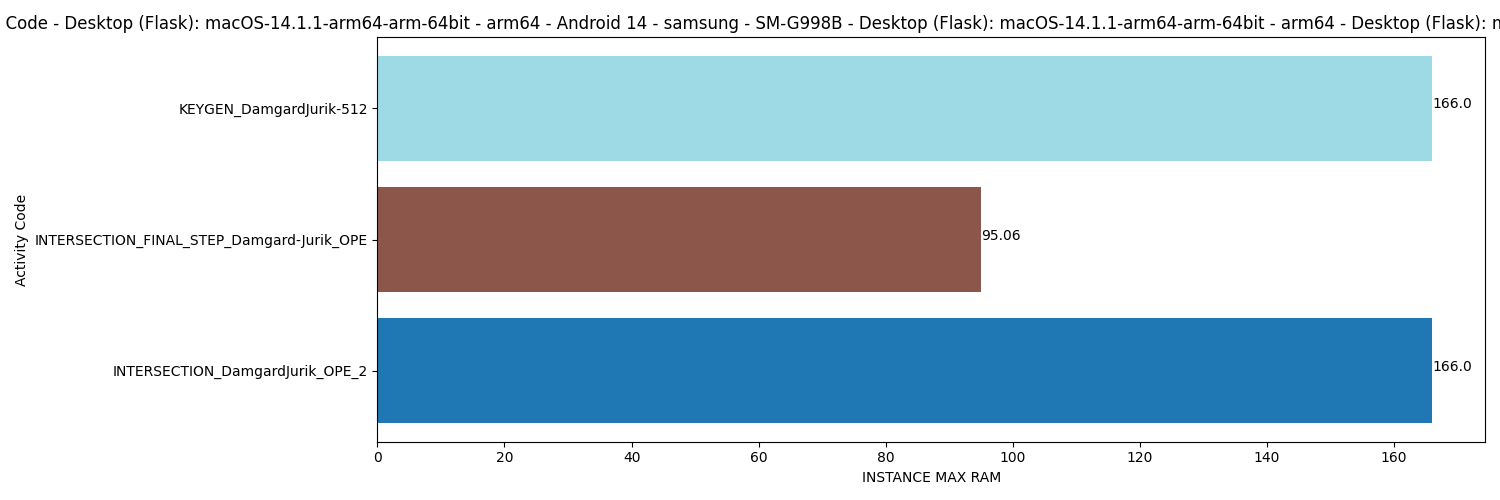 Code - Desktop (Flask): macOS-14.1.1-arm64-arm-64bit - arm64 - Android 14 - samsung - SM-G998B - Desktop (Flask): macOS-14.1.1-arm64-arm-64bit - arm64 - Desktop (Flask):
KEYGEN_DamgardJurik-512
166.0
Activity Code
INTERSECTION_FINAL_STEP_Damgard-Jurik_OPE
95.06
INTERSECTION_DamgardJurik_OPE_2
166.0
0 20 40 60 80 100 120 140 160
INSTANCE MAX RAM